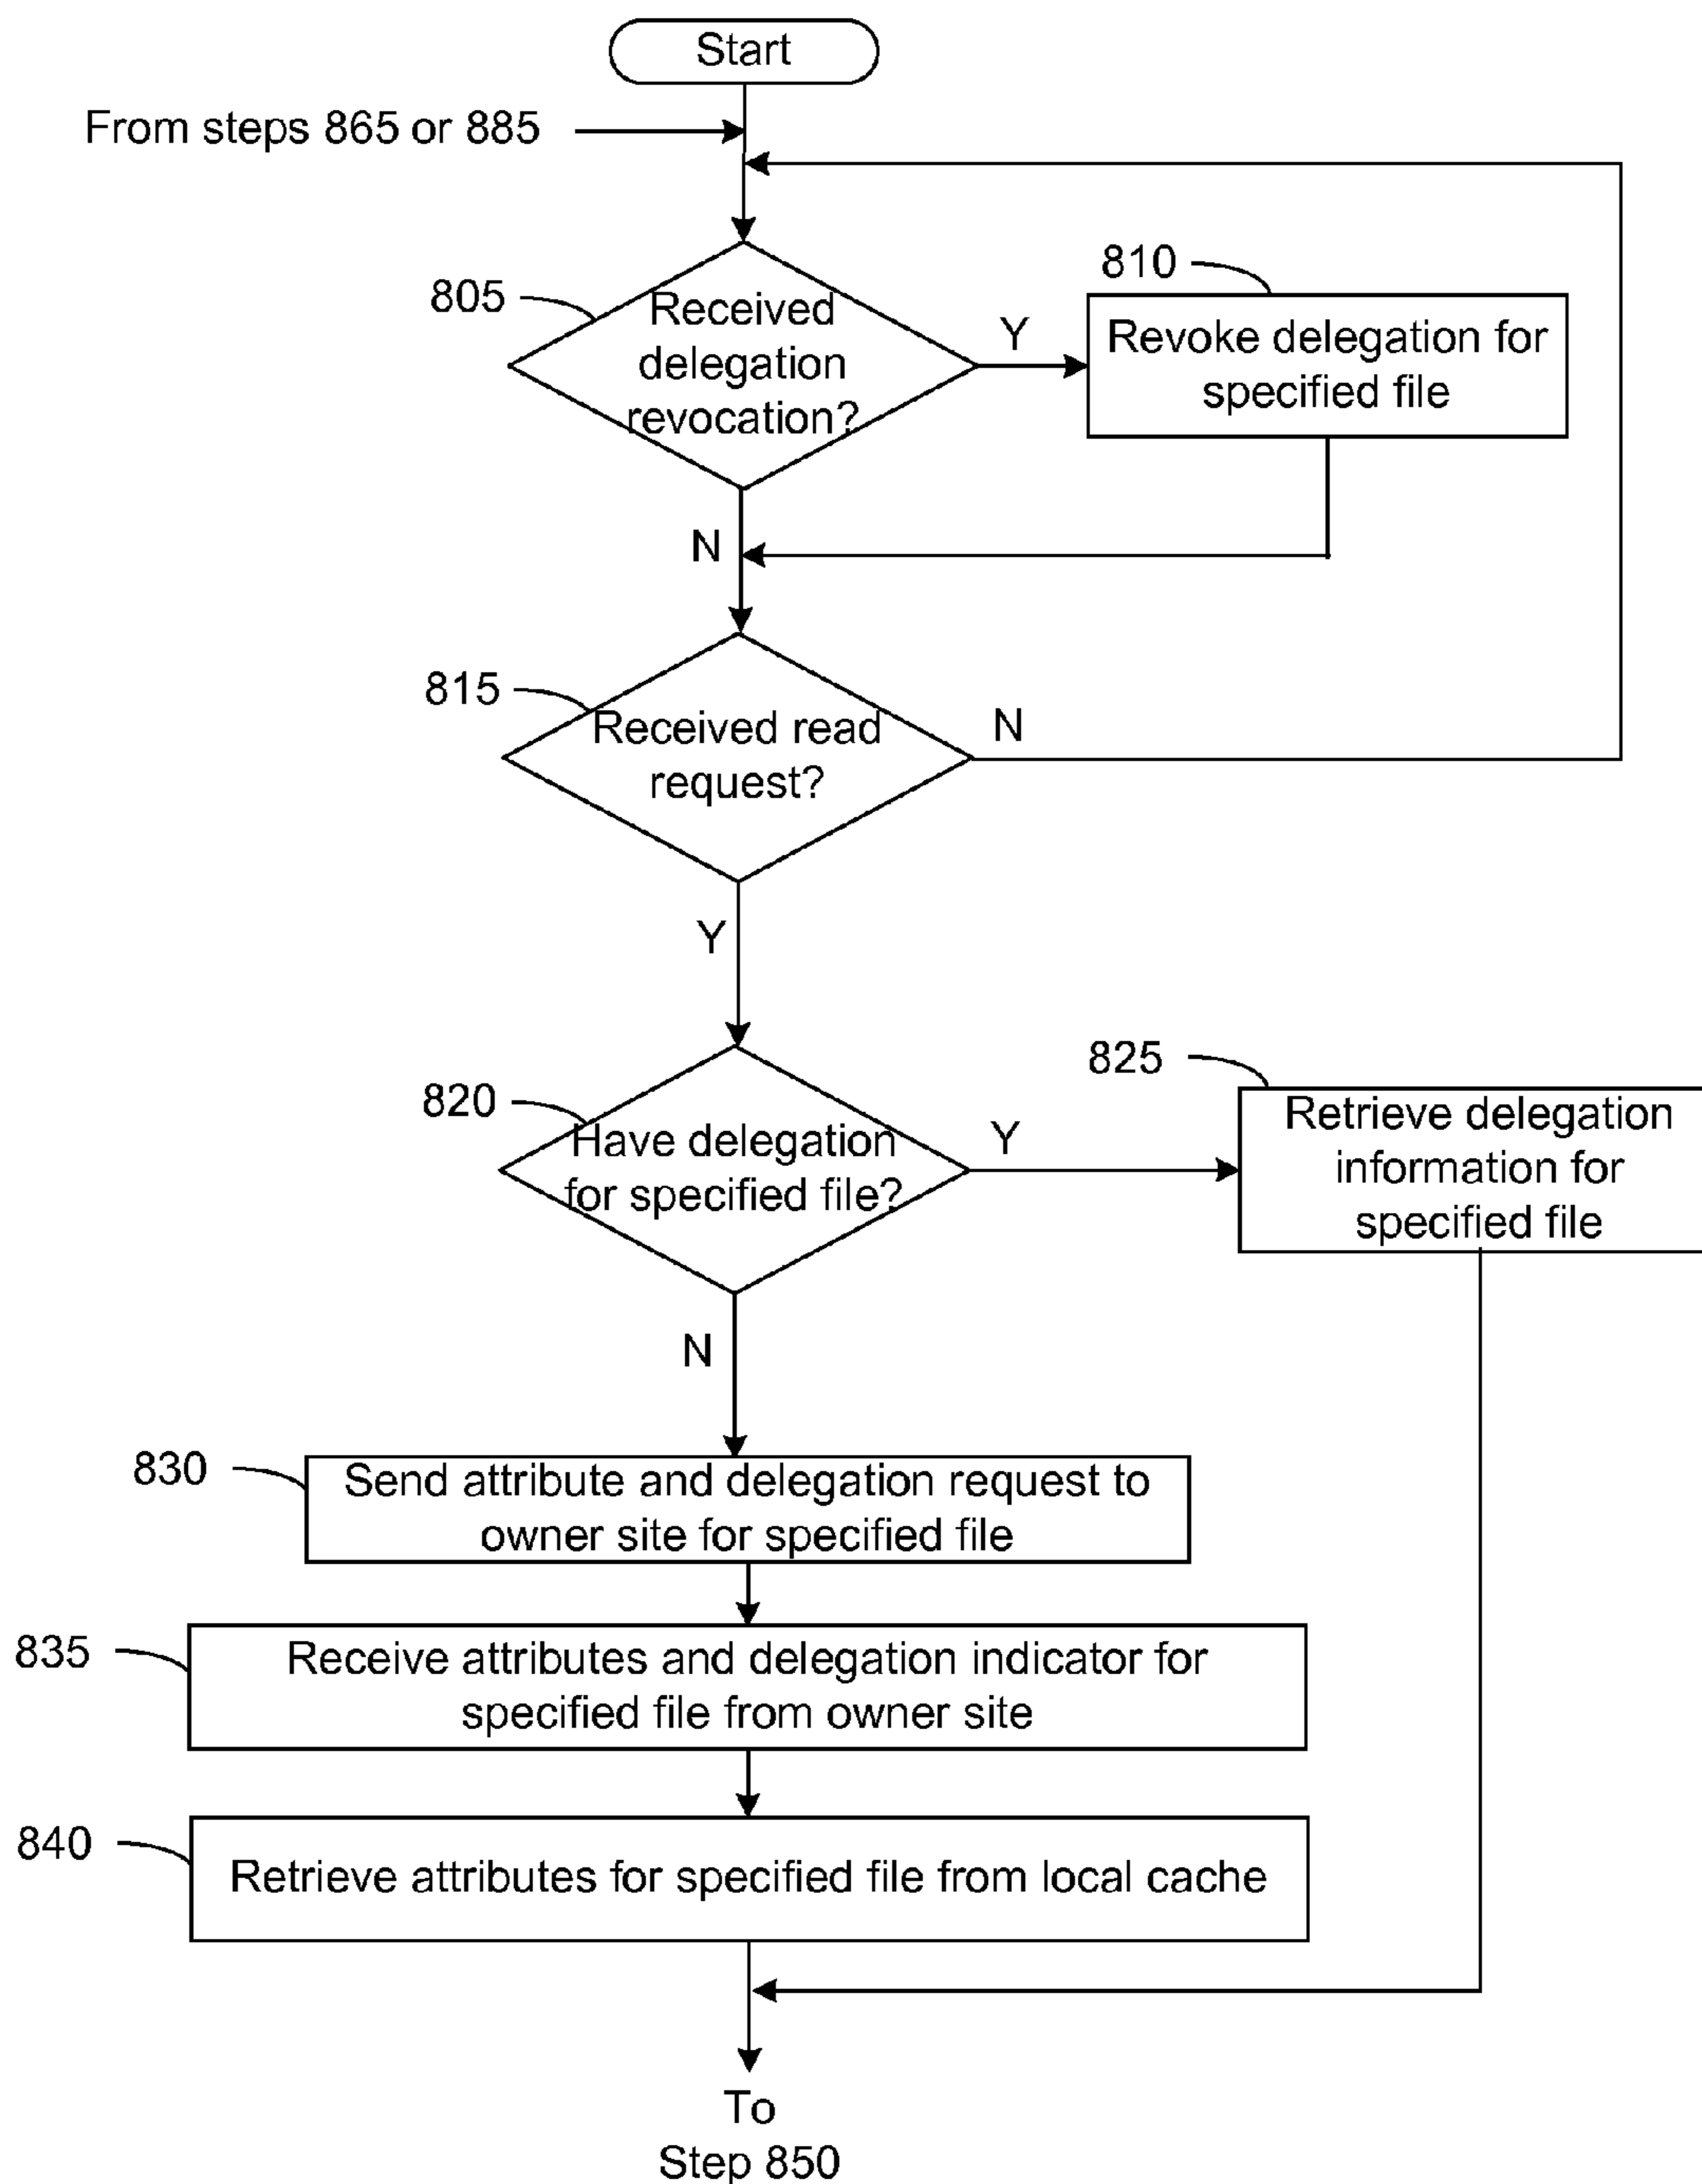 Start
From steps 865 or 885
805
Received
delegation
revocation?
Y
810
Revoke delegation for
specified file
N
815
Received read
request?
N
Y
820
Have delegation
for specified file?
Y
825
Retrieve delegation
information for
specified file
N
830
Send attribute and delegation request to
owner site for specified file
835
Receive attributes and delegation indicator for
specified file from owner site
840
Retrieve attributes for specified file from local cache
To
Step 850